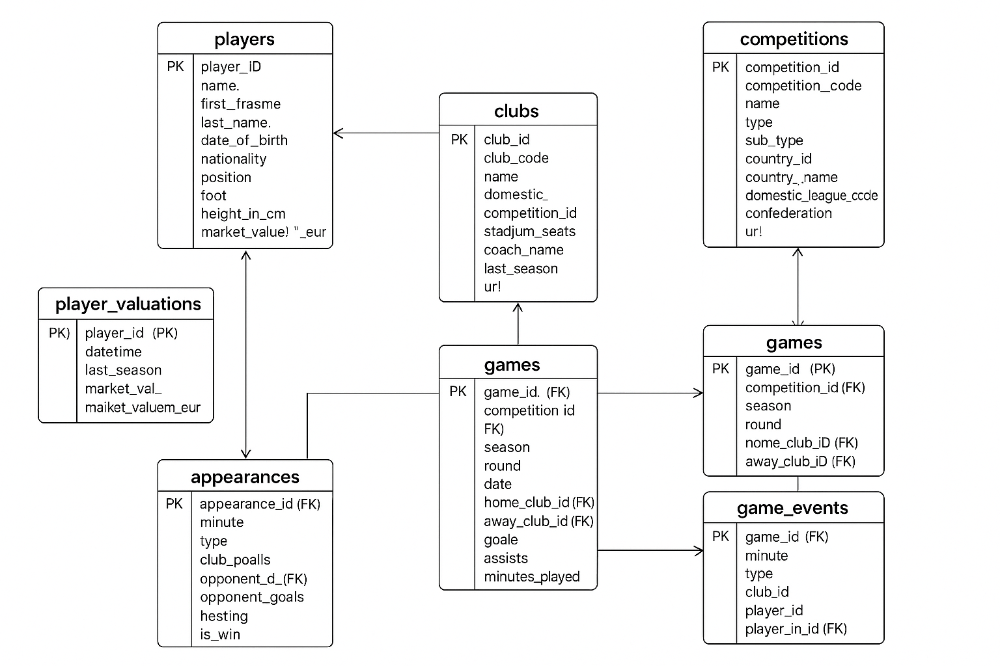 players
PK player_iD
name.
first_frasme
last_name.
date_of_birth
nationality
position
foot
height_in_cm
market_value! "_eur
clubs
PK club_id
club_code
name
domestic_
competition_id
stadjum_seats
coach_name
last_season
ur!
competitions
PK competition_id
competition_code
name
type
sub_type
country_id
country_._name
domestic_league_ccde
confederation
ur!
player_valuations
PK) player_id (PK)
datetime
last_season
market_val_
maiket_valuem_eur
games
PK game_id. (FK)
competition id
FK)
season
round
date
home_club_id (FK)
away_club_id (FK)
goale
assists
minutes_played
games
PK game_id (PK)
competition_id (FK)
season
round
nome_club_iD (FK)
away_club_iD (FK)
appearances
PK appearance_id (FK)
minute
type
club_poalls
opponent_d_(FK)
opponent_goals
hesting
is_win
game_events
PK game_id (FK)
minute
type
club_id
player_id
player_in_id (FK)